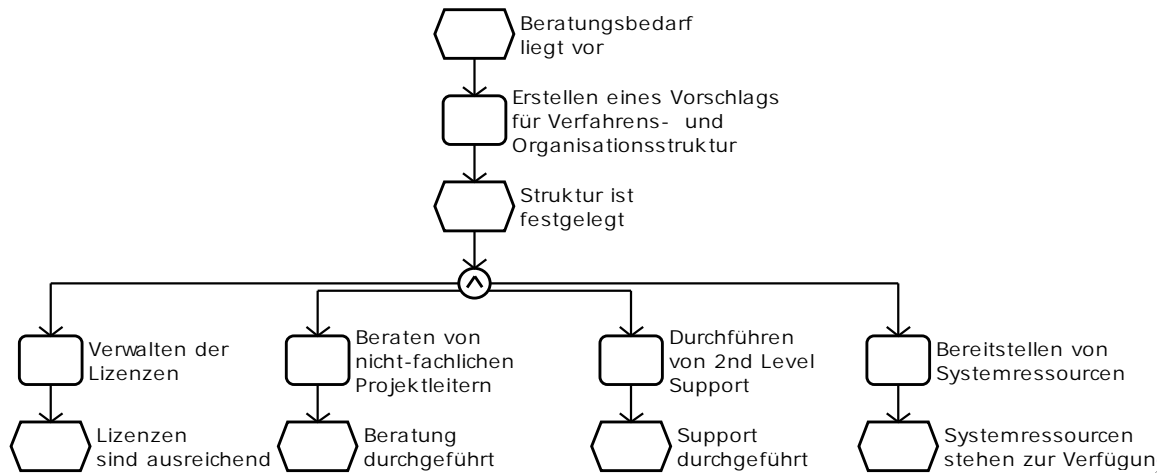 Beratungsbedarf
liegt vor
Erstellen eines Vorschlags
für Verfahrens- und
Organisationsstruktur
Struktur ist
festgelegt
^
Verwalten der
Lizenzen
Beraten von
nicht-fachlichen
Projektleitern
Durchführen
von 2nd Level
Support
Bereitstellen von
Systemressourcen
Lizenzen
sind ausreichend
Beratung
durchgeführt
Support
durchgeführt
Systemressourcen
stehen zur Verfügun